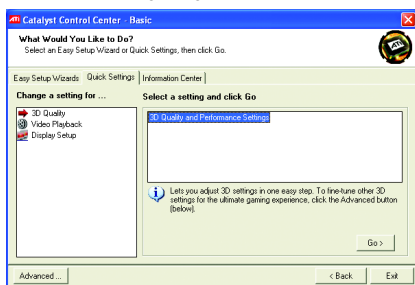 ATI Catalyst Control Center - Basic
What Would You Like to Do?
Select an Easy Setup Wizard or Quick Settings, then click Go.
ATI
Easy Setup Wizards Quick Settings Information Center
Change a setting for ...
3D Quality
Video Playback
Display Setup
Select a setting and click Go
3D Quality and Performance Settings
Lets you adjust 3D settings in one easy step. To fine-tune other 3D
settings for the ultimate gaming experience, click the Advanced button
(below).
Go >
Advanced ...
< Back
Exit